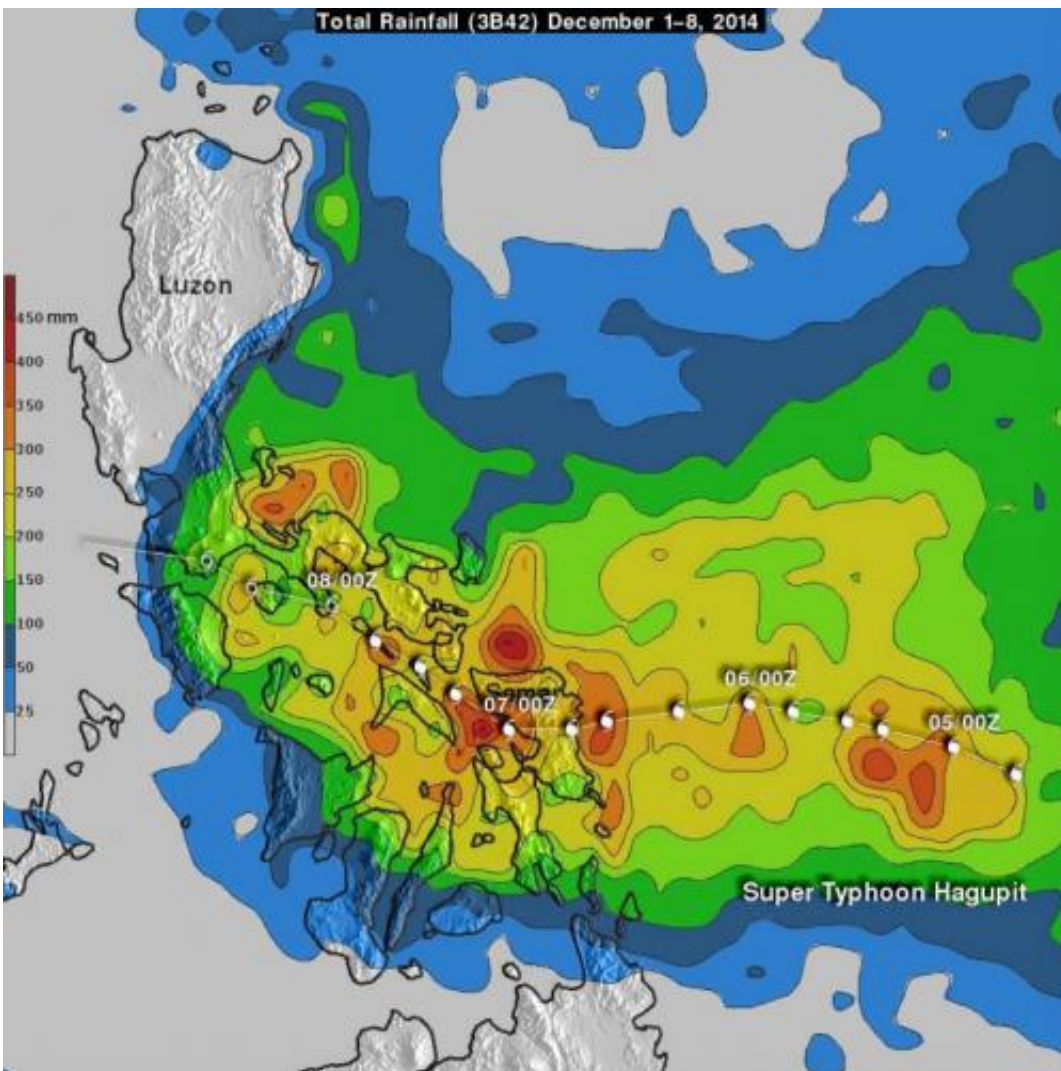 Total Rainfall (3B42) December 1–8, 2014
Luzon
450 mm
400
350
300
250
200
150
100
50
25
08/00Z
Samar
07/00Z
06/00Z
05/00Z
Super Typhoon Hagupit